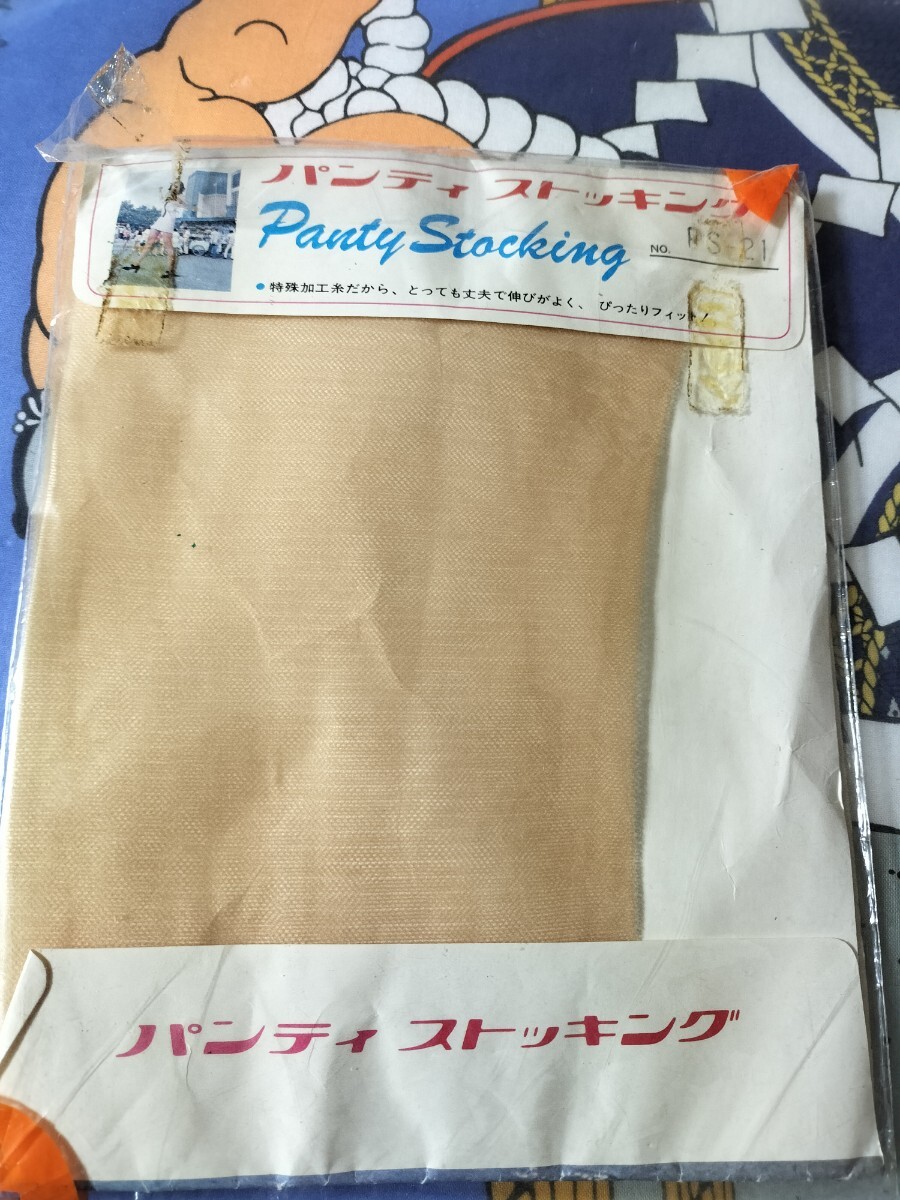 パンティ ストッキング
Panty Stocking NO. PS-21
●特殊加工糸だから、とっても丈夫で伸びがよく、ぴったりフィット!
パンティ ストッキング